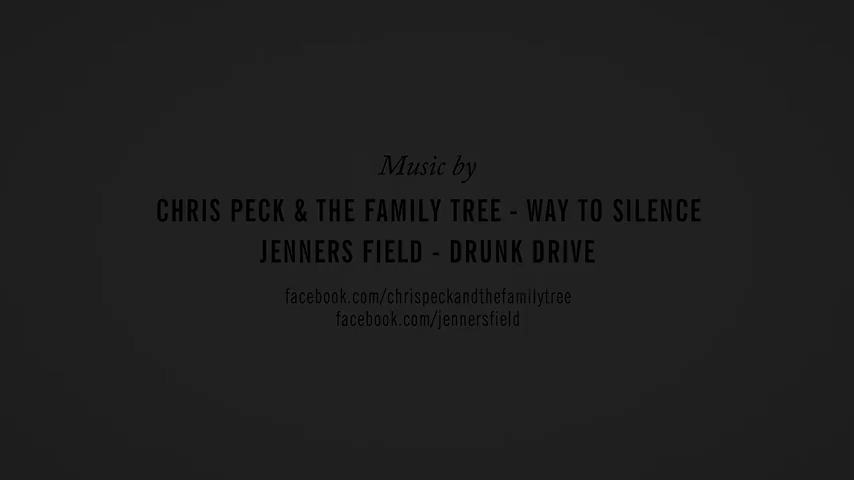 Music by
CHRIS PECK & THE FAMILY TREE - WAY TO SILENCE
JENNERS FIELD - DRUNK DRIVE
facebook.com/chrispeckandthefamilytree
facebook.com/jennersfield